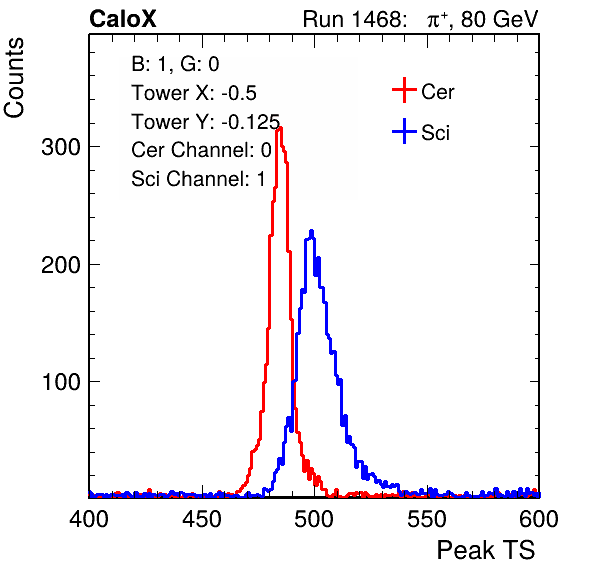 CaloX Run 1468: π⁺, 80 GeV
Counts
B: 1, G: 0
Tower X: -0.5
Tower Y: -0.125
Cer Channel: 0
Sci Channel: 1
Cer
Sci
300
200
100
400 450 500 550 600
Peak TS